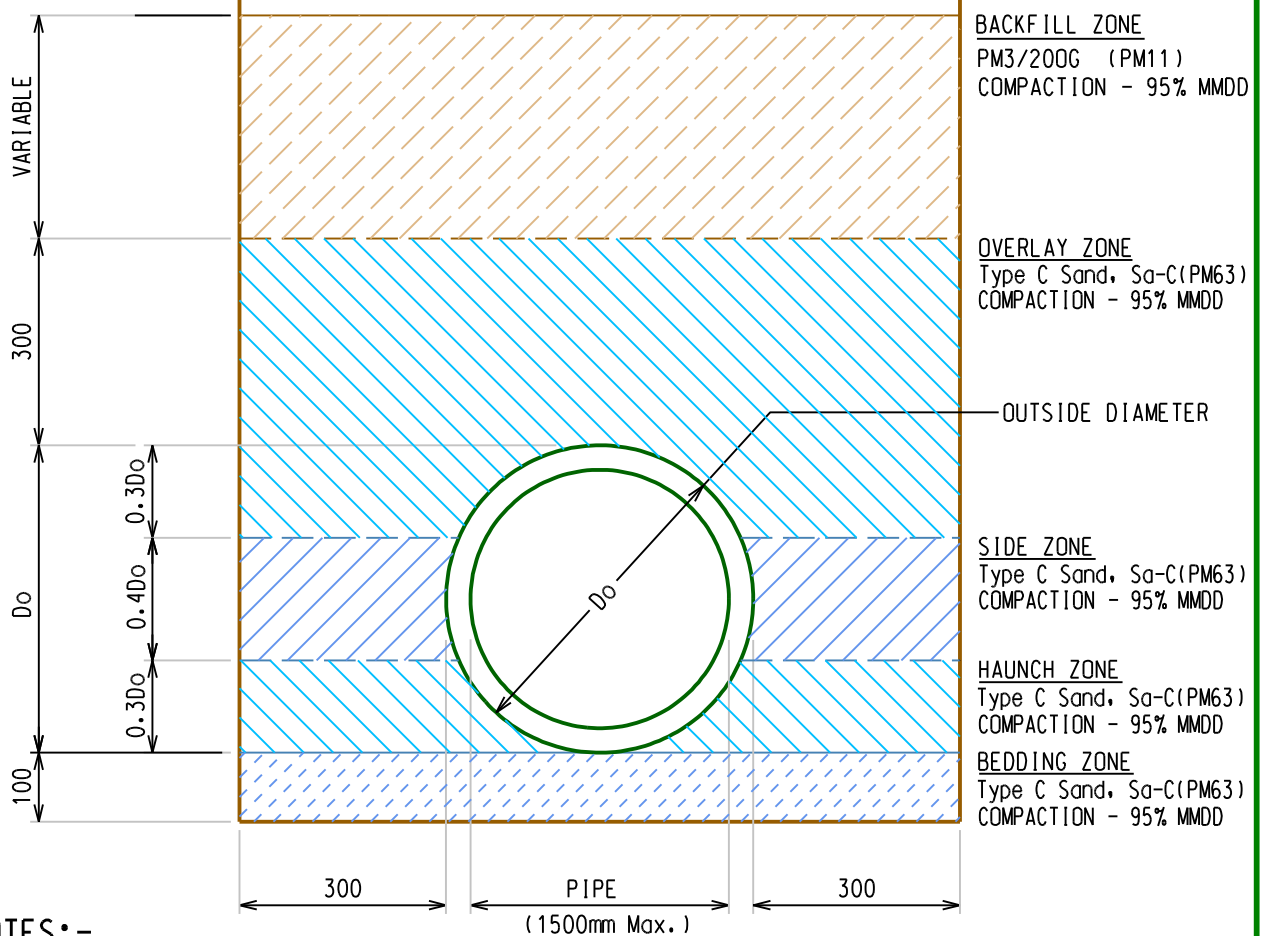 BACKFILL ZONE
PM3/20QG (PM11)
COMPACTION - 95% MMDD
VARIABLE
OVERLAY ZONE
Type C Sand, Sa-C(PM63)
COMPACTION - 95% MMDD
300
OUTSIDE DIAMETER
0.3Do
SIDE ZONE
Type C Sand, Sa-C(PM63)
COMPACTION - 95% MMDD
Do
0.4Do
Do
HAUNCH ZONE
Type C Sand, Sa-C(PM63)
COMPACTION - 95% MMDD
0.3Do
BEDDING ZONE
Type C Sand, Sa-C(PM63)
COMPACTION - 95% MMDD
100
300
PIPE
300
(1500mm Max.)